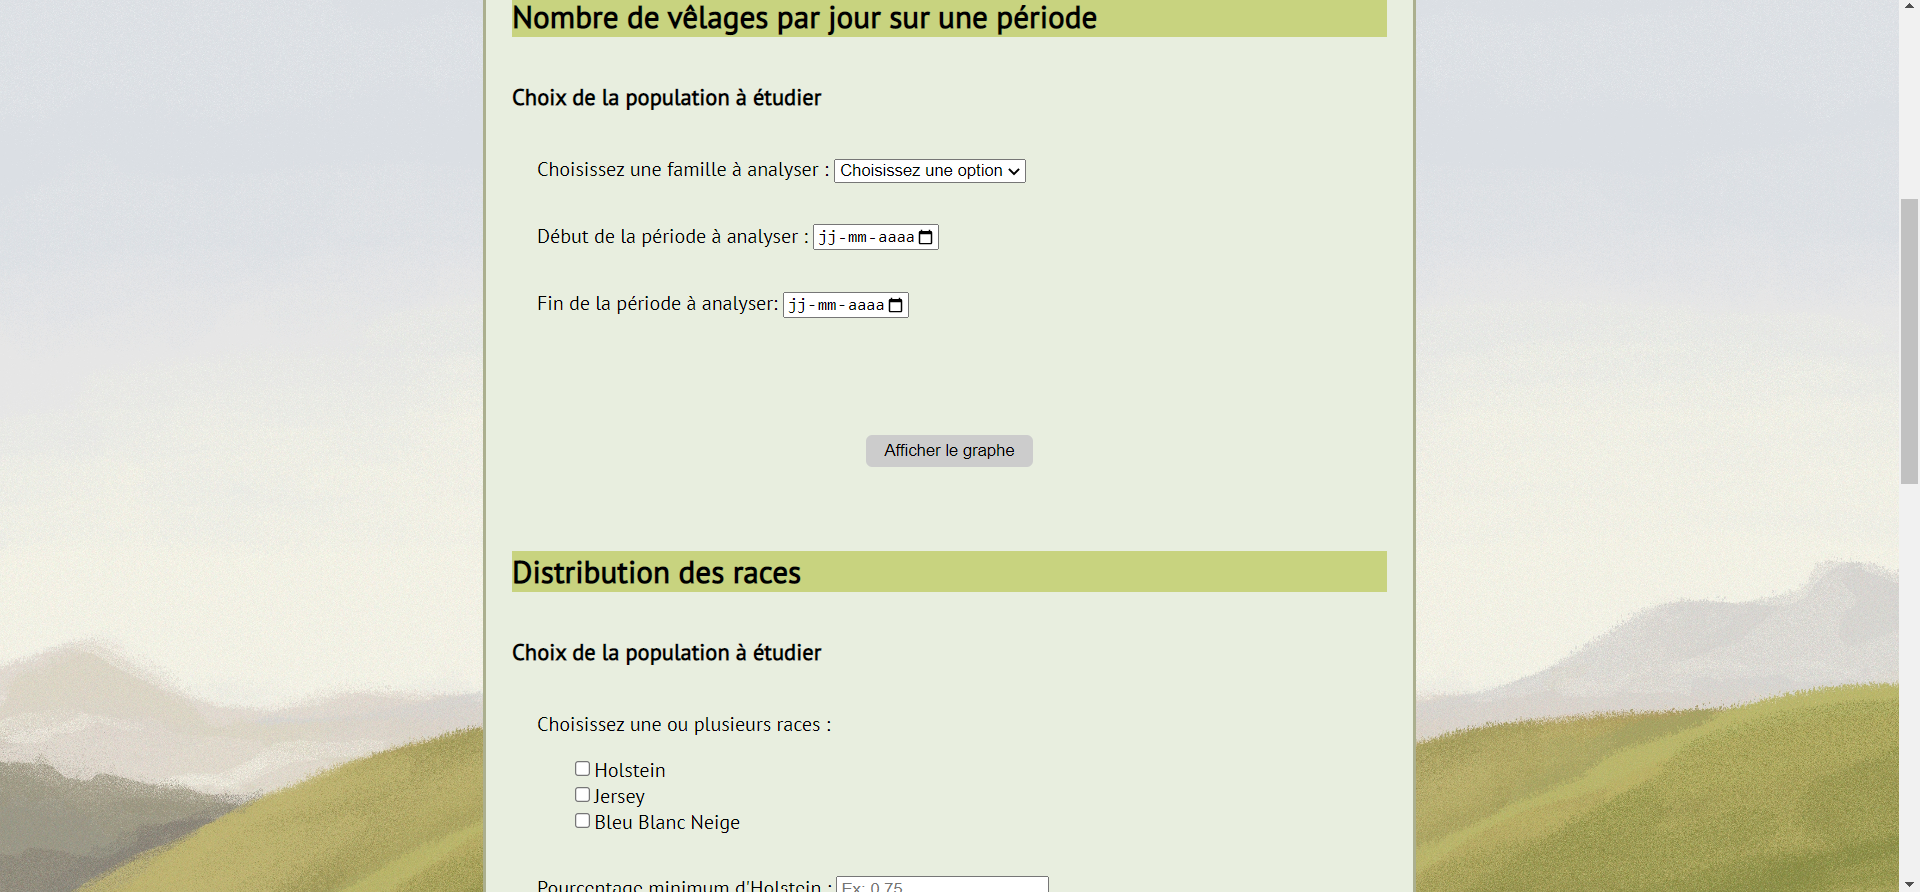 Nombre de vêlages par jour sur une période
Choix de la population à étudier
Choisissez une famille à analyser : Choisissez une option
Début de la période à analyser : jj-mm-aaaa
Fin de la période à analyser: jj-mm-aaaa
Afficher le graphe
Distribution des races
Choix de la population à étudier
Choisissez une ou plusieurs races :
Holstein
Jersey
Bleu Blanc Neige
Pourcentage minimum d'Holstein : Ex: 0.75